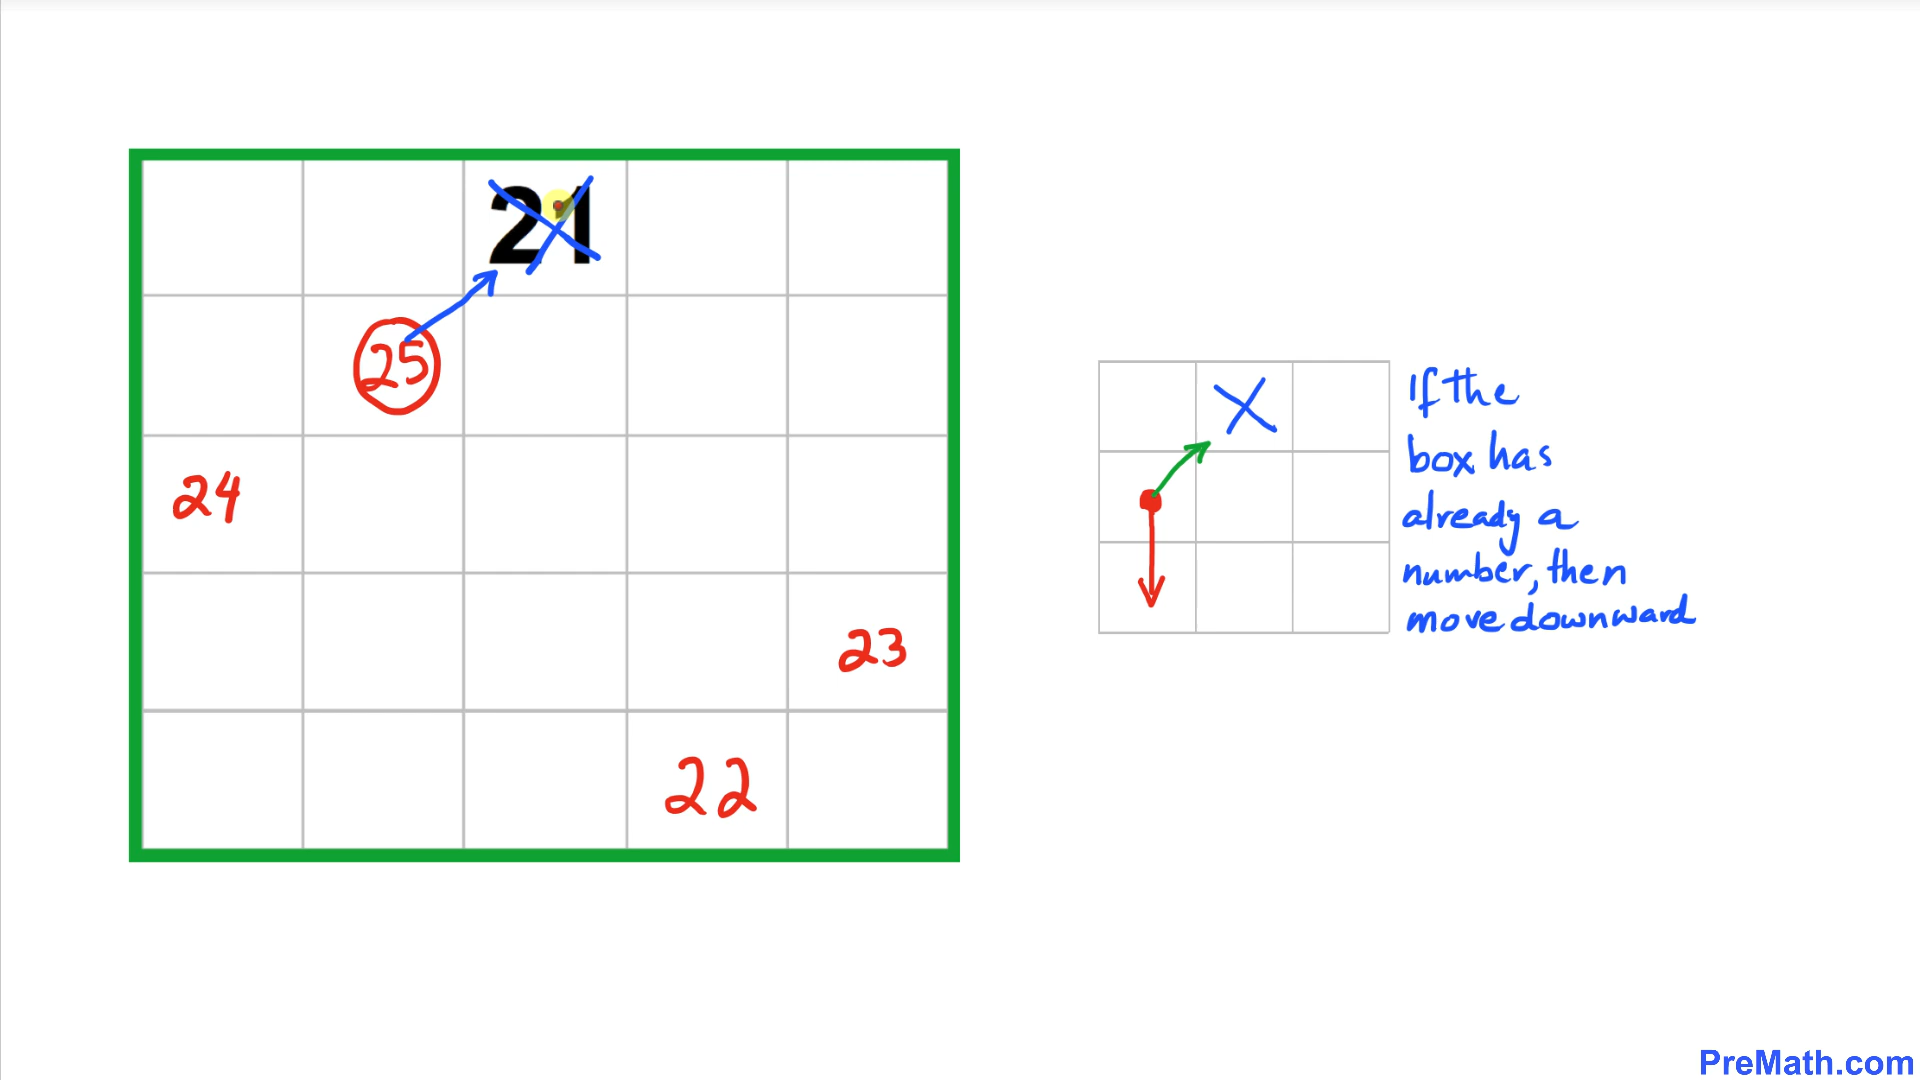 21
25
24
23
22
If the
box has
already a
number, then
move downward
PreMath.com